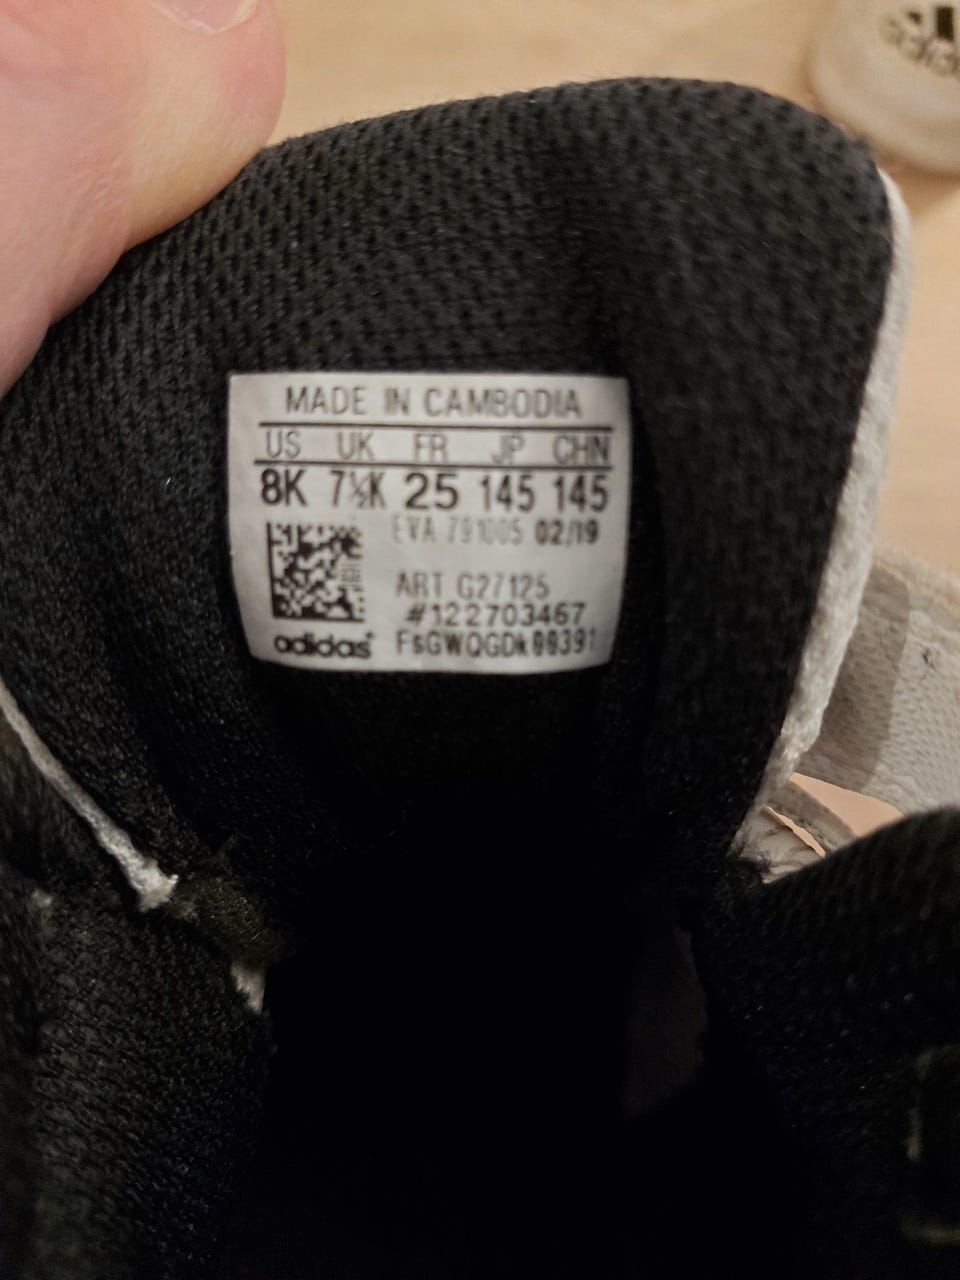 MADE IN CAMBODIA
US UK FR JP CHN
8K 7½K 25 145 145
EVA 791005 02/19
ART G27125
#122703467
adidas® FsGWQGDk00391
adidas